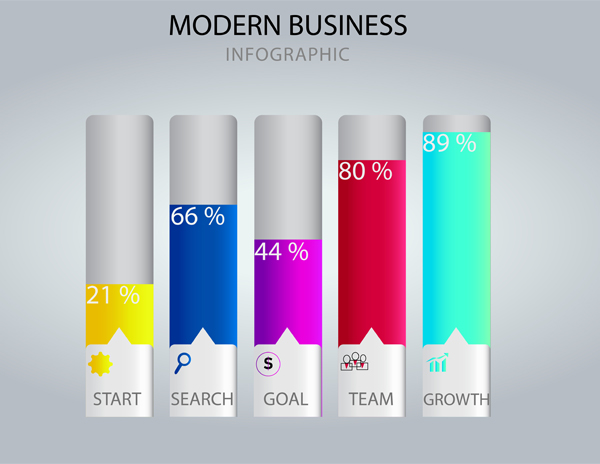 MODERN BUSINESS
INFOGRAPHIC
21 %
66 %
44 %
80 %
89 %
S
START
SEARCH
GOAL
TEAM
GROWTH